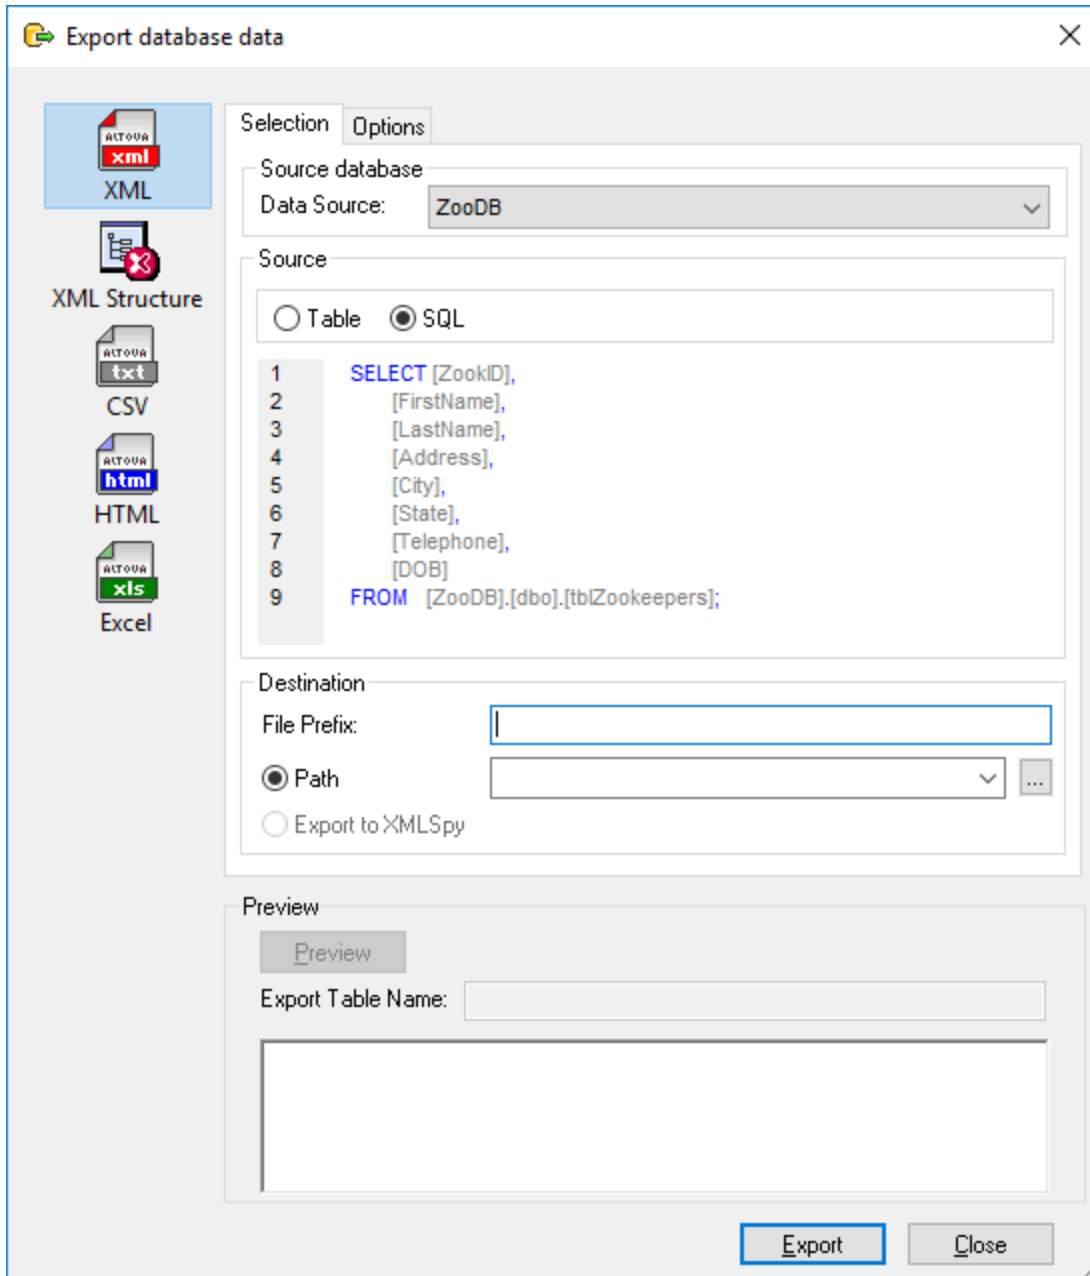 Export database data
ALTOVA
xml
XML
XML Structure
ALTOVA
txt
CSV
ALTOVA
html
HTML
ALTOVA
xls
Excel
Selection Options
Source database
Data Source: ZooDB
Source
Table SQL
1 SELECT [ZookID],
2 [FirstName],
3 [LastName],
4 [Address],
5 [City],
6 [State],
7 [Telephone],
8 [DOB]
9 FROM [ZooDB].[dbo].[tblZookeepers];
Destination
File Prefix:
Path ...
Export to XMLSpy
Preview
Preview
Export Table Name:
Export Close